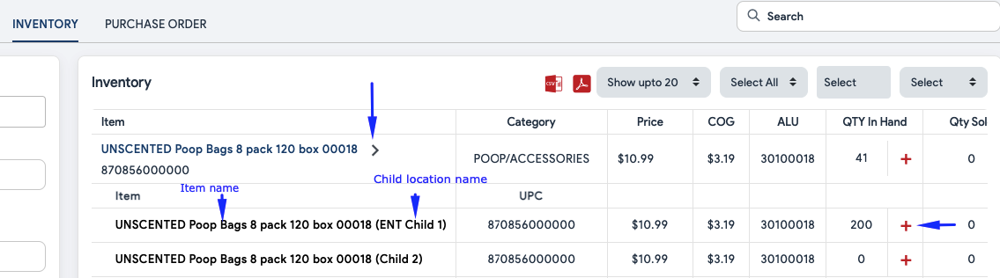 INVENTORY PURCHASE ORDER
Search
Inventory
CSV
Show upto 20 Select All Select Select
Item Category Price COG ALU QTY In Hand Qty Sol
UNSCENTED Poop Bags 8 pack 120 box 00018
870856000000
POOP/ACCESSORIES $10.99 $3.19 30100018 41 + 0
Item name Child location name
Item UPC
UNSCENTED Poop Bags 8 pack 120 box 00018 (ENT Child 1) 870856000000 $10.99 $3.19 30100018 200 + 0
UNSCENTED Poop Bags 8 pack 120 box 00018 (Child 2) 870856000000 $10.99 $3.19 30100018 0 + 0